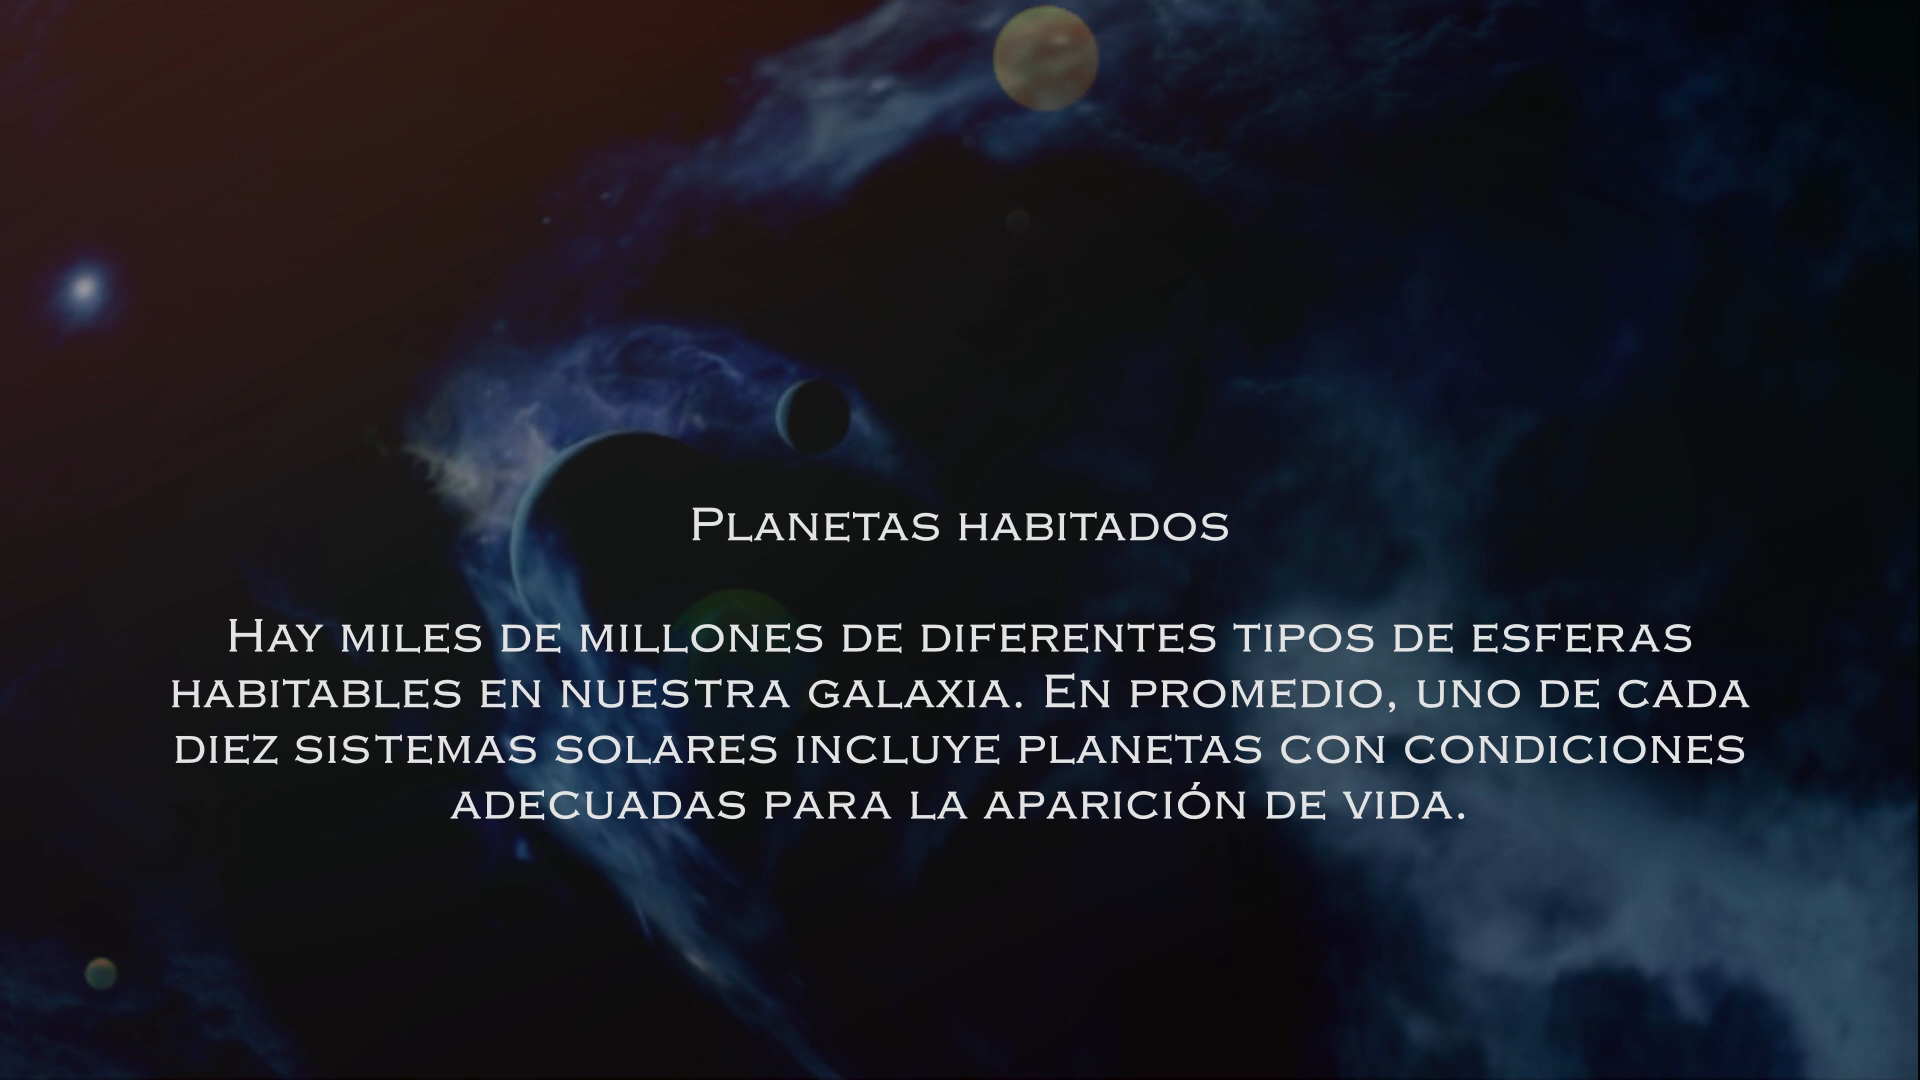 Planetas habitados
Hay miles de millones de diferentes tipos de esferas
habitables en nuestra galaxia. En promedio, uno de cada
diez sistemas solares incluye planetas con condiciones
adecuadas para la aparición de vida.